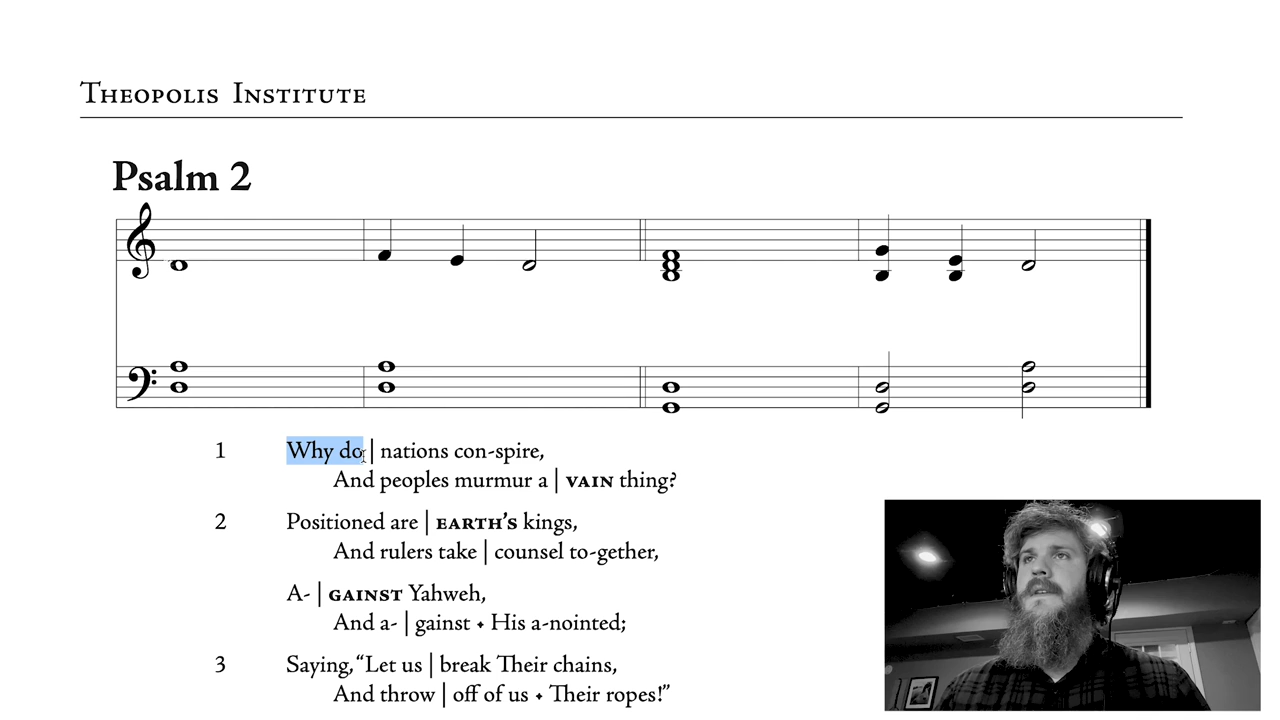 Theopolis Institute
Psalm 2
1 Why do | nations con-spire,
And peoples murmur a | VAIN thing?
2 Positioned are | EARTH’S kings,
And rulers take | counsel to-gether,
A- | GAINST Yahweh,
And a- | gainst • His a-nointed;
3 Saying, “Let us | break Their chains,
And throw | off of us • Their ropes!”